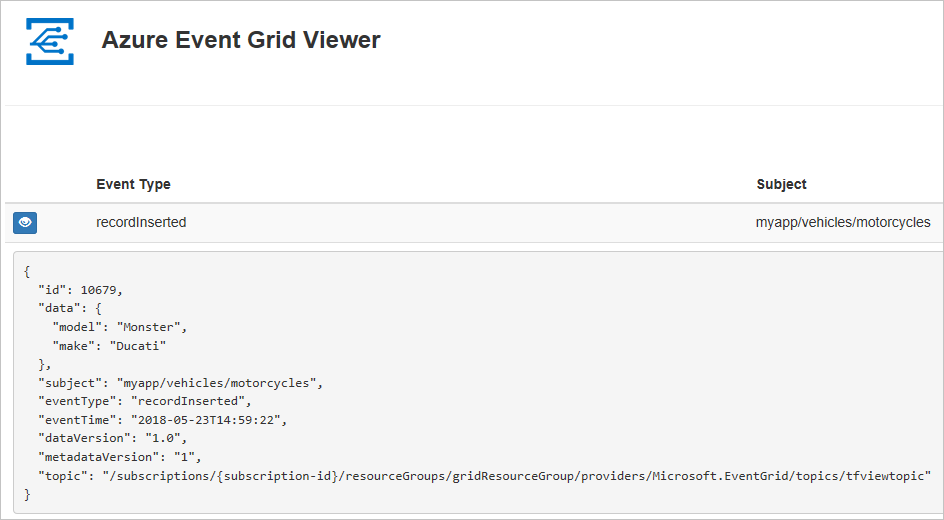 Azure Event Grid Viewer
Event Type Subject
recordInserted myapp/vehicles/motorcycles
{
  "id": 10679,
  "data": {
    "model": "Monster",
    "make": "Ducati"
  },
  "subject": "myapp/vehicles/motorcycles",
  "eventType": "recordInserted",
  "eventTime": "2018-05-23T14:59:22",
  "dataVersion": "1.0",
  "metadataVersion": "1",
  "topic": "/subscriptions/{subscription-id}/resourceGroups/gridResourceGroup/providers/Microsoft.EventGrid/topics/tfviewtopic"
}